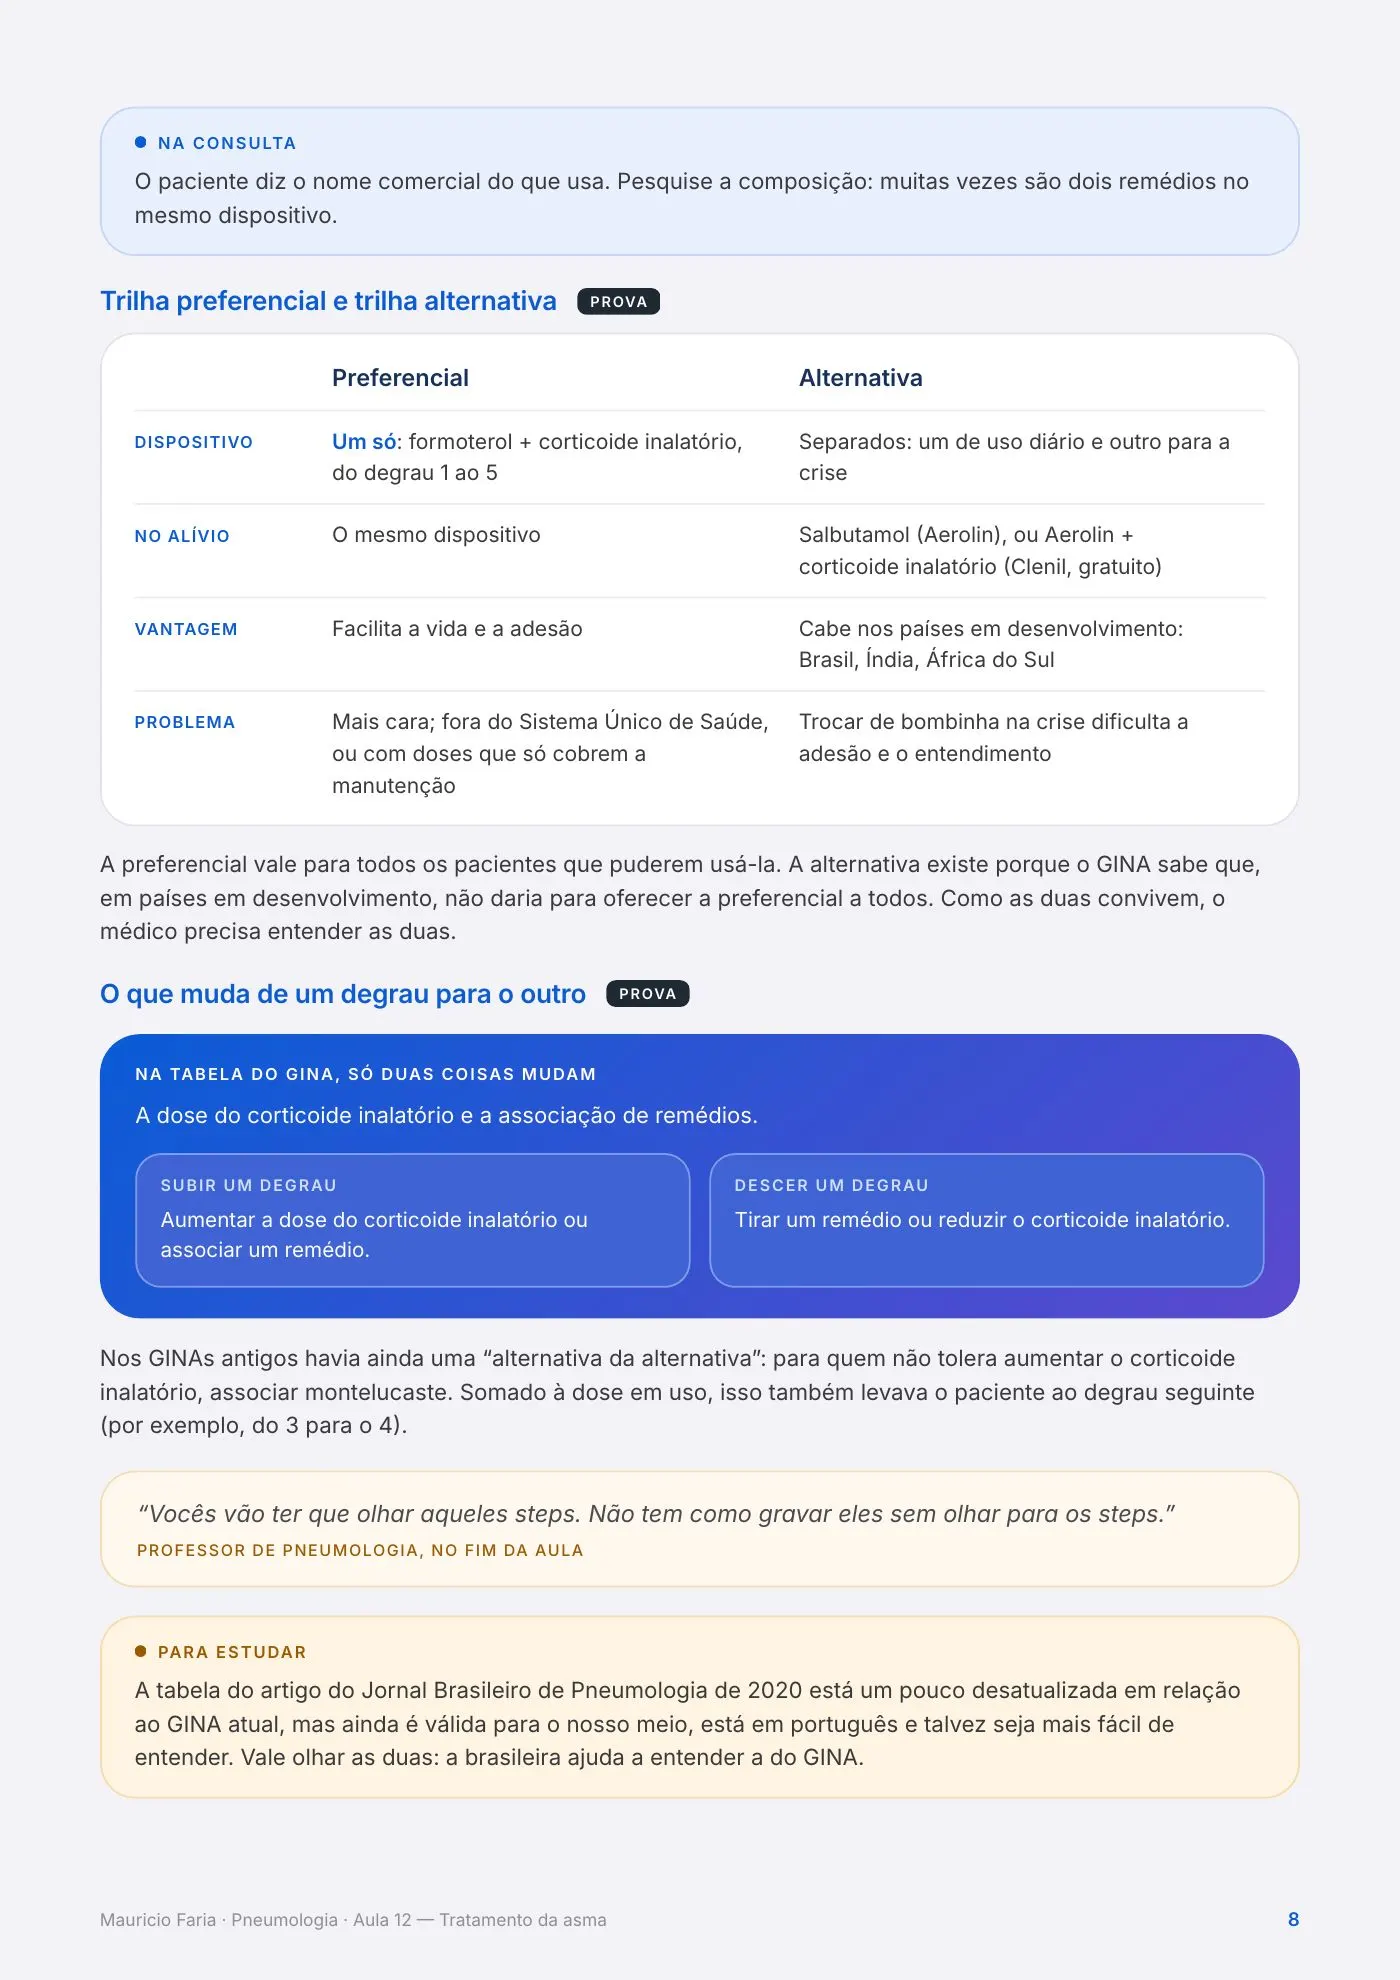 NA CONSULTA
O paciente diz o nome comercial do que usa. Pesquise a composição: muitas vezes são dois remédios no
mesmo dispositivo.
Trilha preferencial e trilha alternativa PROVA
Preferencial Alternativa
DISPOSITIVO Um só: formoterol + corticoide inalatório, Separados: um de uso diário e outro para a
do degrau 1 ao 5 crise
NO ALÍVIO O mesmo dispositivo Salbutamol (Aerolin), ou Aerolin +
corticoide inalatório (Clenil, gratuito)
VANTAGEM Facilita a vida e a adesão Cabe nos países em desenvolvimento:
Brasil, Índia, África do Sul
PROBLEMA Mais cara; fora do Sistema Único de Saúde, Trocar de bombinha na crise dificulta a
ou com doses que só cobrem a adesão e o entendimento
manutenção
A preferencial vale para todos os pacientes que puderem usá-la. A alternativa existe porque o GINA sabe que,
em países em desenvolvimento, não daria para oferecer a preferencial a todos. Como as duas convivem, o
médico precisa entender as duas.
O que muda de um degrau para o outro PROVA
NA TABELA DO GINA, SÓ DUAS COISAS MUDAM
A dose do corticoide inalatório e a associação de remédios.
SUBIR UM DEGRAU
Aumentar a dose do corticoide inalatório ou
associar um remédio.
DESCER UM DEGRAU
Tirar um remédio ou reduzir o corticoide inalatório.
Nos GINAs antigos havia ainda uma “alternativa da alternativa”: para quem não tolera aumentar o corticoide
inalatório, associar montelucaste. Somado à dose em uso, isso também levava o paciente ao degrau seguinte
(por exemplo, do 3 para o 4).
“Vocês vão ter que olhar aqueles steps. Não tem como gravar eles sem olhar para os steps.”
PROFESSOR DE PNEUMOLOGIA, NO FIM DA AULA
PARA ESTUDAR
A tabela do artigo do Jornal Brasileiro de Pneumologia de 2020 está um pouco desatualizada em relação
ao GINA atual, mas ainda é válida para o nosso meio, está em português e talvez seja mais fácil de
entender. Vale olhar as duas: a brasileira ajuda a entender a do GINA.
Mauricio Faria · Pneumologia · Aula 12 — Tratamento da asma 8